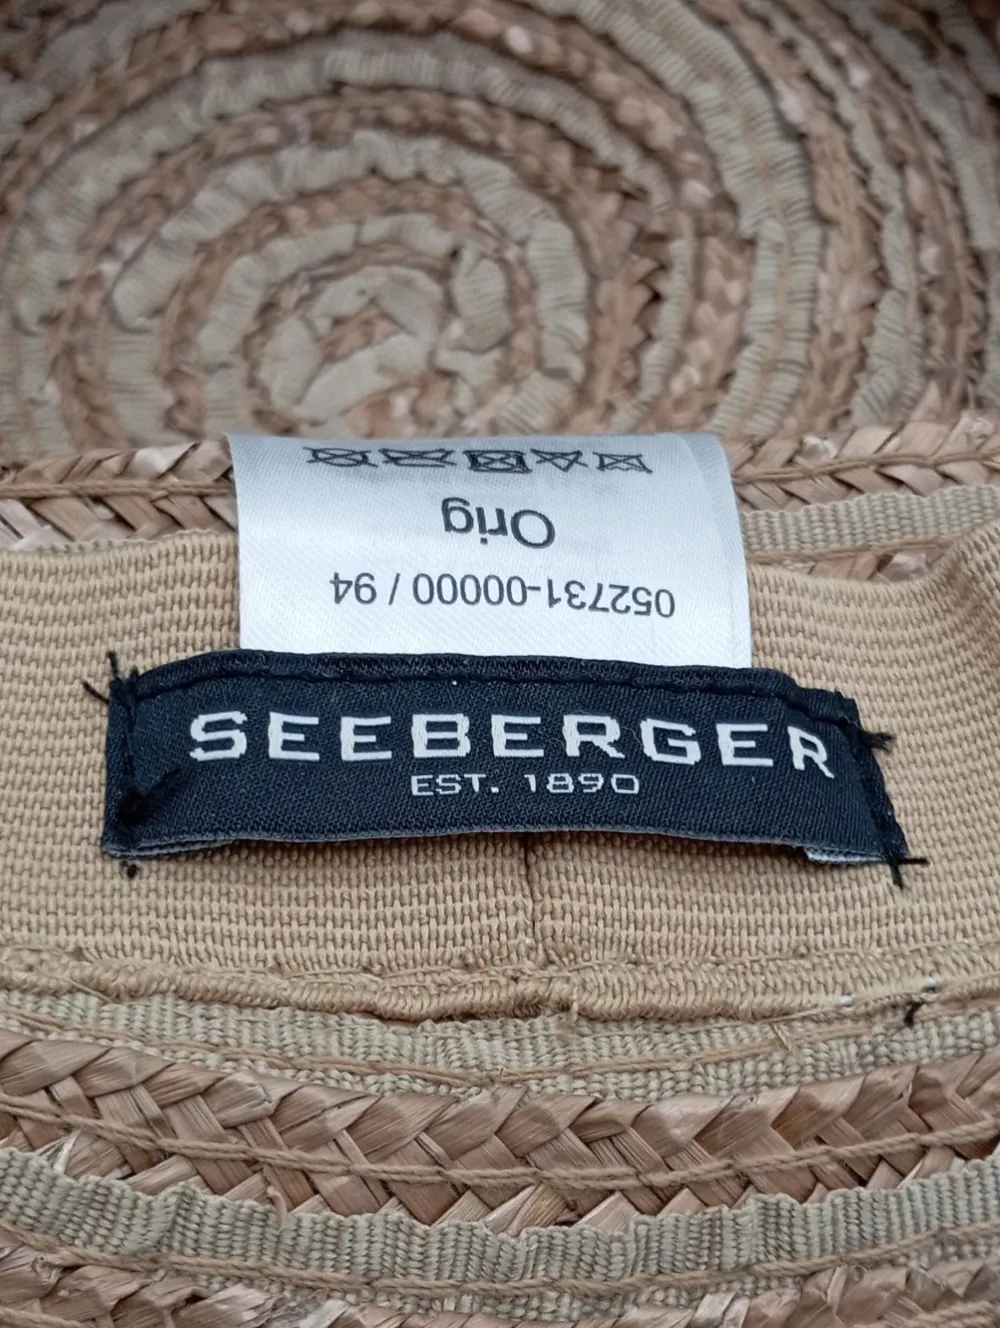 Orig
052731-00000 / 94
SEEBERGER
EST. 1890